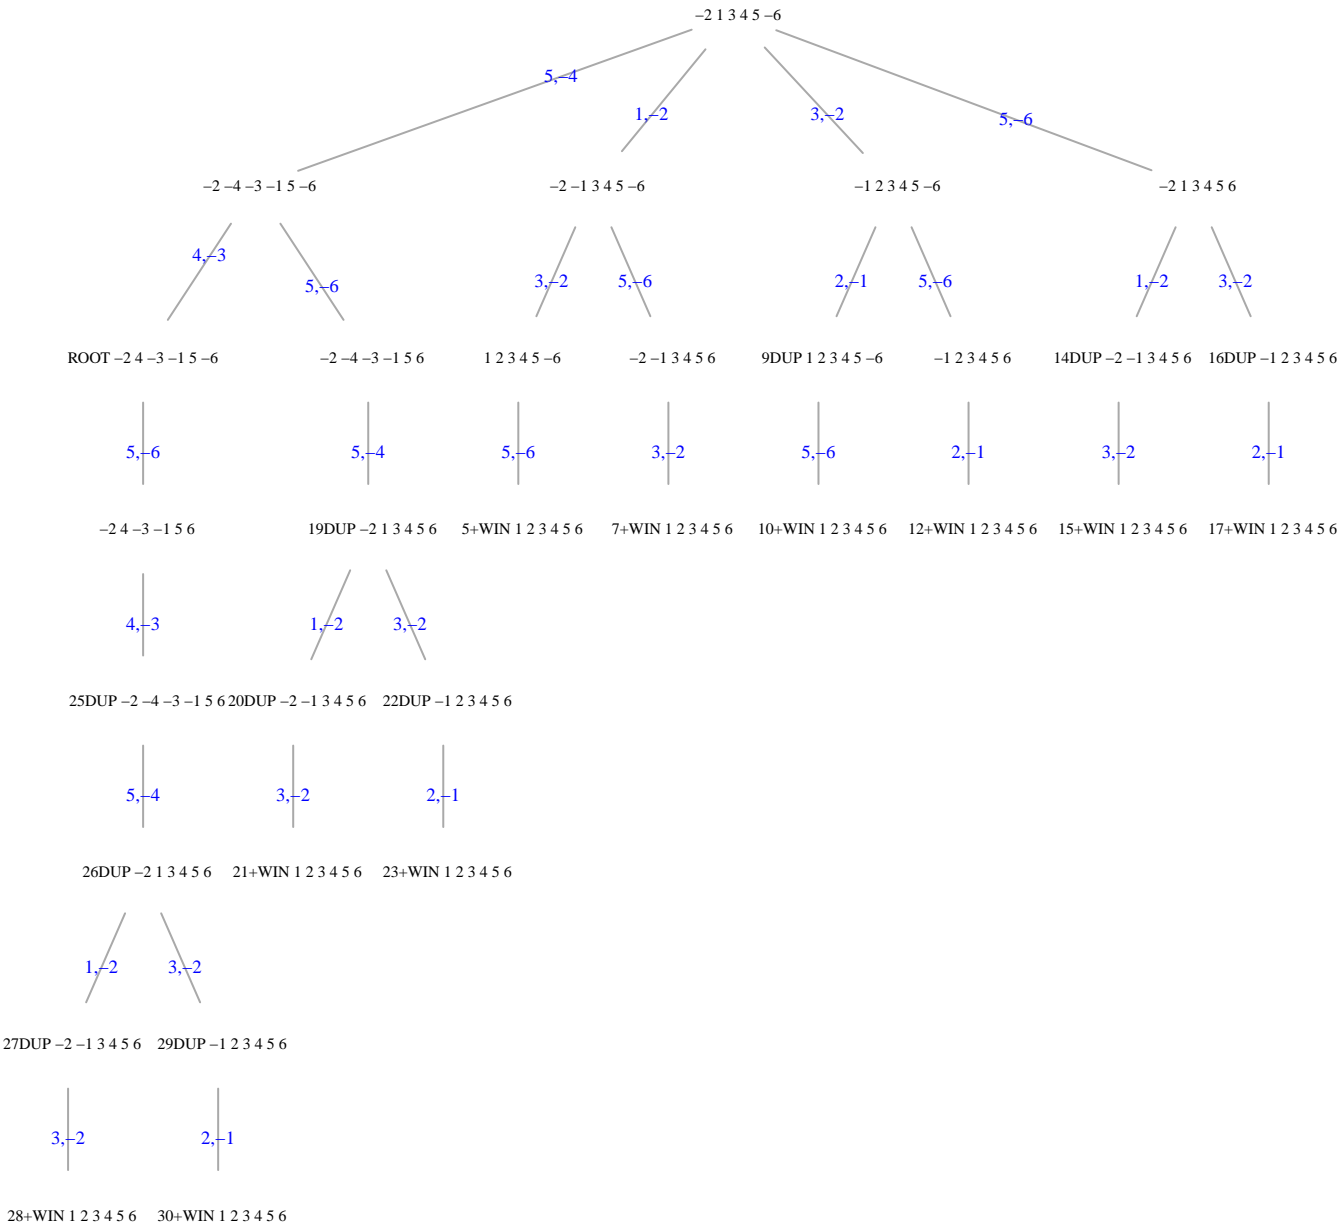 −2 1 3 4 5 −6
5,−4
1,−2
3,−2
5,−6
−2 −4 −3 −1 5 −6
−2 −1 3 4 5 −6
−1 2 3 4 5 −6
−2 1 3 4 5 6
4,−3
5,−6
3,−2
5,−6
2,−1
5,−6
1,−2
3,−2
ROOT −2 4 −3 −1 5 −6
−2 −4 −3 −1 5 6
1 2 3 4 5 −6
−2 −1 3 4 5 6
9DUP 1 2 3 4 5 −6
−1 2 3 4 5 6
14DUP −2 −1 3 4 5 6
16DUP −1 2 3 4 5 6
5,−6
5,−4
5,−6
3,−2
5,−6
2,−1
3,−2
2,−1
−2 4 −3 −1 5 6
19DUP −2 1 3 4 5 6
5+WIN 1 2 3 4 5 6
7+WIN 1 2 3 4 5 6
10+WIN 1 2 3 4 5 6
12+WIN 1 2 3 4 5 6
15+WIN 1 2 3 4 5 6
17+WIN 1 2 3 4 5 6
4,−3
1,−2
3,−2
25DUP −2 −4 −3 −1 5 6
20DUP −2 −1 3 4 5 6
22DUP −1 2 3 4 5 6
5,−4
3,−2
2,−1
26DUP −2 1 3 4 5 6
21+WIN 1 2 3 4 5 6
23+WIN 1 2 3 4 5 6
1,−2
3,−2
27DUP −2 −1 3 4 5 6
29DUP −1 2 3 4 5 6
3,−2
2,−1
28+WIN 1 2 3 4 5 6
30+WIN 1 2 3 4 5 6